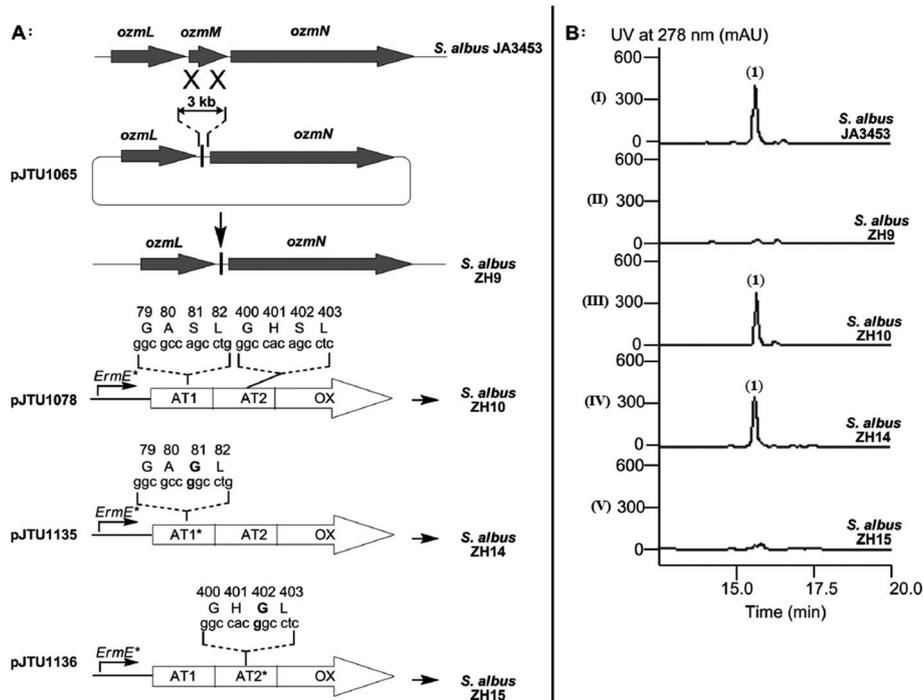 A:
ozmL ozmM ozmN
S. albus JA3453
X X
3 kb
ozmL ozmN
pJTU1065
ozmL ozmN
S. albus
ZH9
79 80 81 82 400 401 402 403
G A S L G H S L
ggc gcc agc ctg ggc cac agc ctc
ErmE*
pJTU1078
AT1 AT2 OX
S. albus
ZH10
79 80 81 82
G A G L
ggc gcc ggc ctg
ErmE*
pJTU1135
AT1* AT2 OX
S. albus
ZH14
400 401 402 403
G H G L
ggc cac ggc ctc
ErmE*
pJTU1136
AT1 AT2* OX
S. albus
ZH15
B: UV at 278 nm (mAU)
600
(1)
(I) 300
S. albus
JA3453
0
600
(II) 300
S. albus
ZH9
0
600
(1)
(III) 300
S. albus
ZH10
0
600
(1)
(IV) 300
S. albus
ZH14
0
600
(V) 300
S. albus
ZH15
0
15.0 17.5 20.0
Time (min)